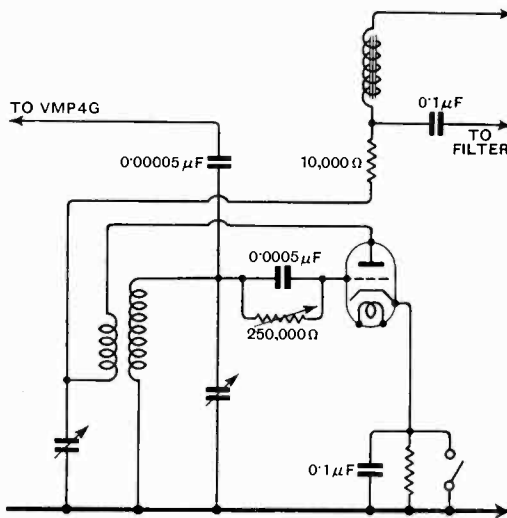 TO VMP4G
0·00005 μF
0·1 μF
TO
FILTER
10,000 Ω
0·0005 μF
250,000 Ω
0·1 μF